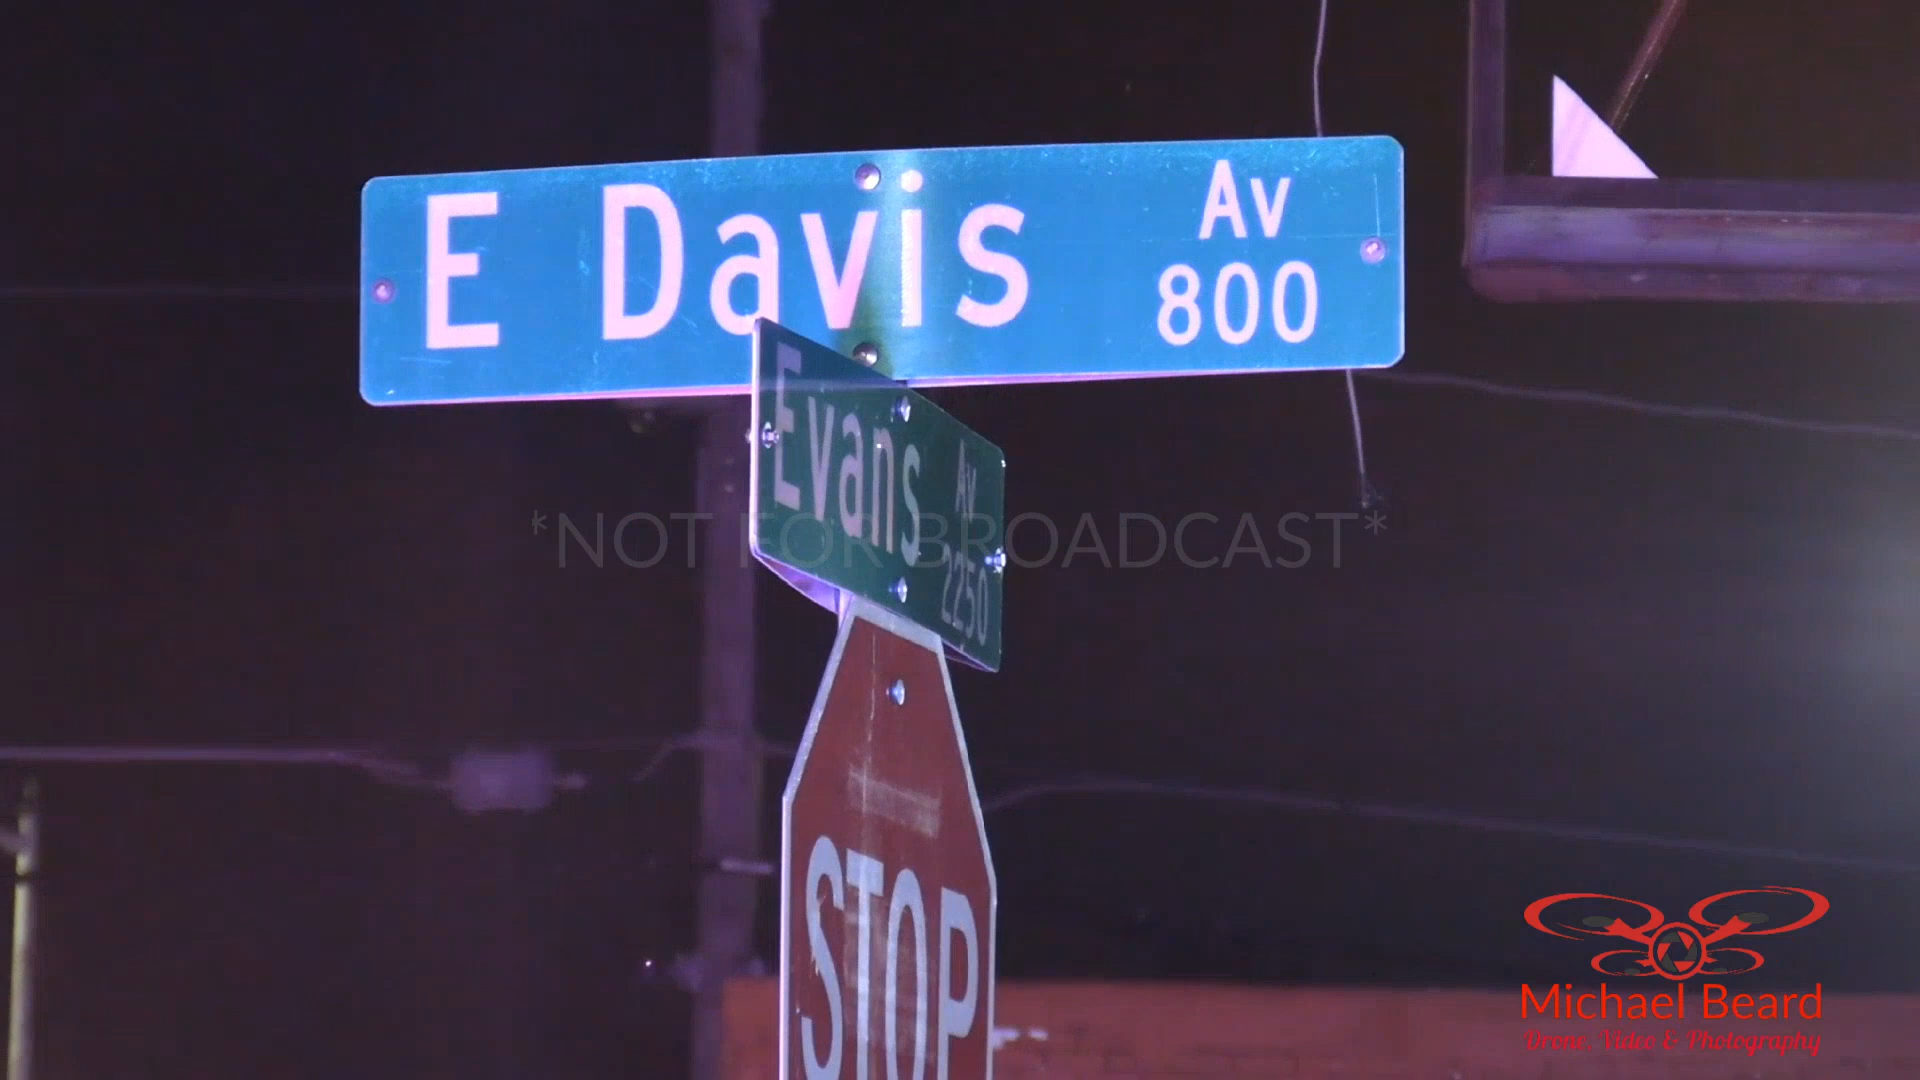 E Davis Av
800
Evans Av
2250
*NOT FOR BROADCAST*
STOP
Michael Beard
Drone, Video & Photography